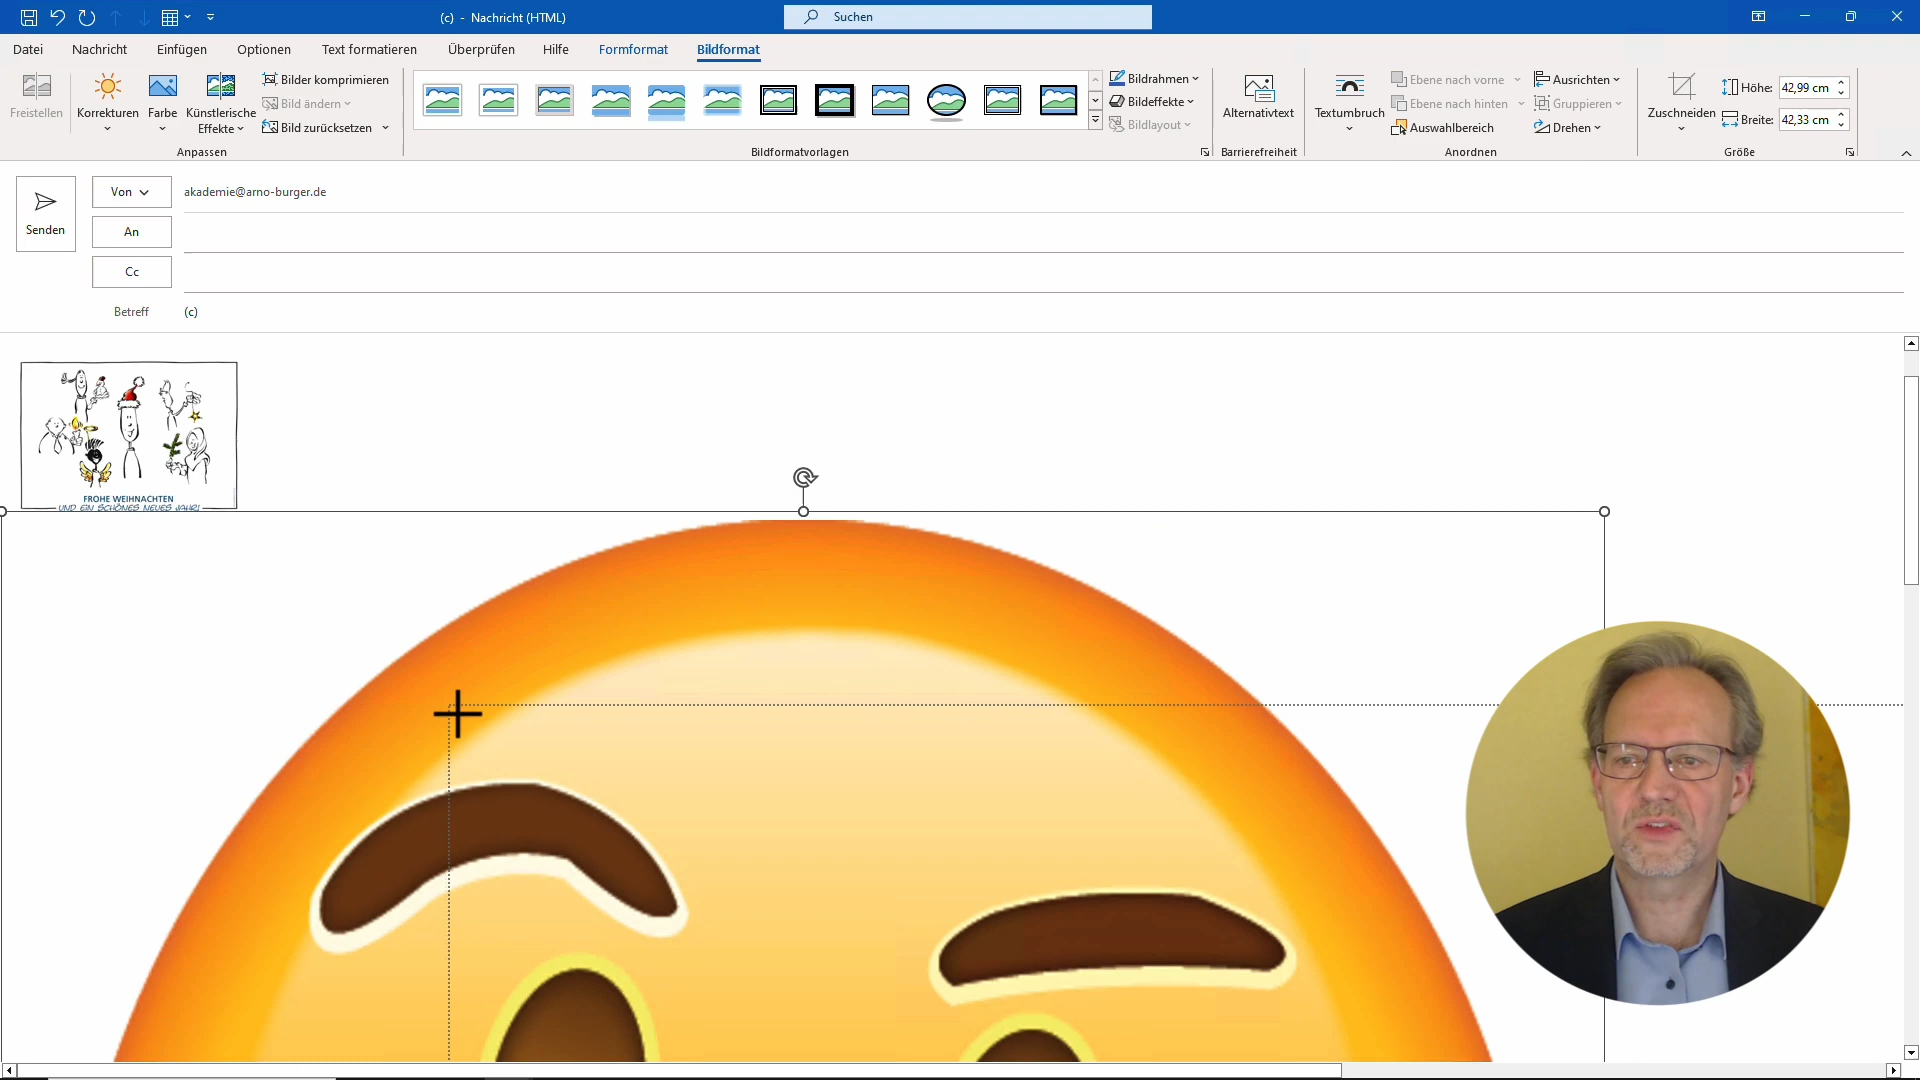 (c) - Nachricht (HTML)
Suchen
Datei Nachricht Einfügen Optionen Text formatieren Überprüfen Hilfe Formformat Bildformat
Freistellen
Korrekturen
Farbe
Künstlerische
Effekte
Bilder komprimieren
Bild ändern
Bild zurücksetzen
Anpassen
Bildrahmen
Bildeffekte
Bildlayout
Bildformatvorlagen
Alternativtext
Barrierefreiheit
Textumbruch
Ebene nach vorne
Ebene nach hinten
Auswahlbereich
Ausrichten
Gruppieren
Drehen
Anordnen
Zuschneiden
Höhe: 42,99 cm
Breite: 42,33 cm
Größe
Senden
Von akademie@arno-burger.de
An
Cc
Betreff (c)
FROHE WEIHNACHTEN
UND EIN SCHÖNES NEUES JAHR!